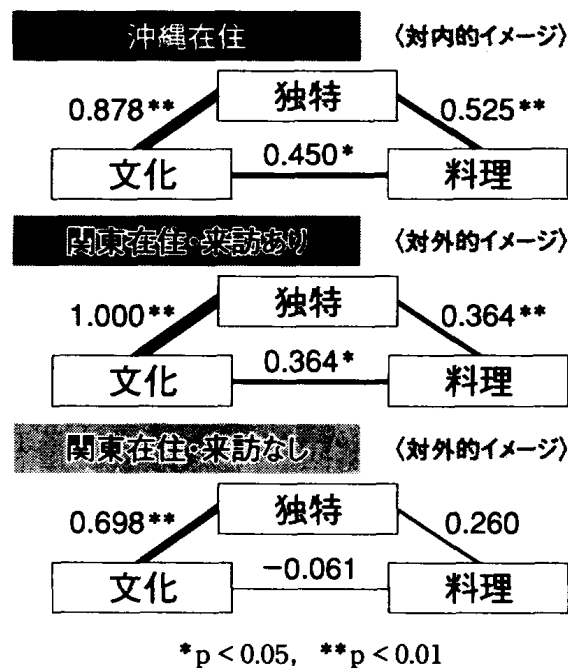 沖縄在住 〈対内的イメージ〉
独特
0.878** 0.525**
0.450*
文化 料理
関東在住・来訪あり 〈対外的イメージ〉
独特
1.000** 0.364**
0.364*
文化 料理
関東在住・来訪なし 〈対外的イメージ〉
独特
0.698** 0.260
−0.061
文化 料理
*p < 0.05, **p < 0.01